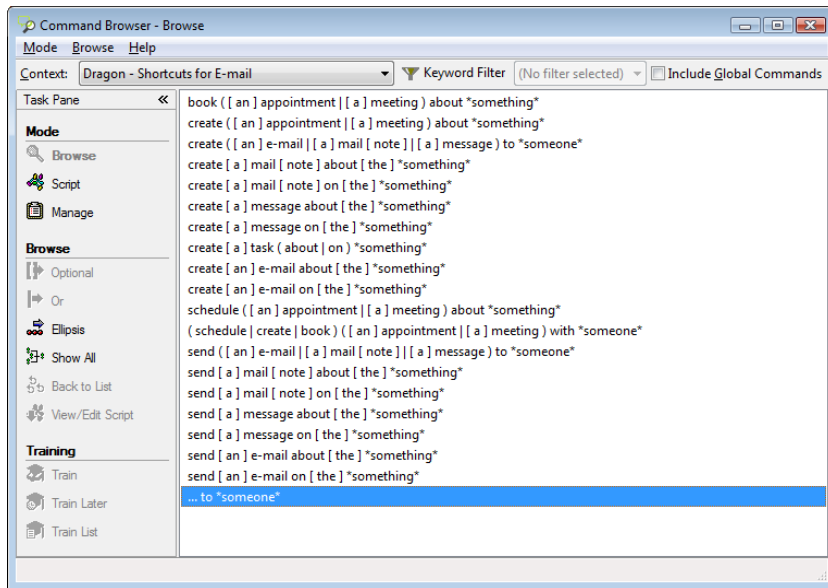 Command Browser - Browse
Mode Browse Help
Context: Dragon - Shortcuts for E-mail Keyword Filter (No filter selected) Include Global Commands
Task Pane «
Mode
Browse
Script
Manage
Browse
Optional
Or
Ellipsis
Show All
Back to List
View/Edit Script
Training
Train
Train Later
Train List
book ( [ an ] appointment | [ a ] meeting ) about *something*
create ( [ an ] appointment | [ a ] meeting ) about *something*
create ( [ an ] e-mail | [ a ] mail [ note ] | [ a ] message ) to *someone*
create [ a ] mail [ note ] about [ the ] *something*
create [ a ] mail [ note ] on [ the ] *something*
create [ a ] message about [ the ] *something*
create [ a ] message on [ the ] *something*
create [ a ] task ( about | on ) *something*
create [ an ] e-mail about [ the ] *something*
create [ an ] e-mail on [ the ] *something*
schedule ( [ an ] appointment | [ a ] meeting ) about *something*
( schedule | create | book ) ( [ an ] appointment | [ a ] meeting ) with *someone*
send ( [ an ] e-mail | [ a ] mail [ note ] | [ a ] message ) to *someone*
send [ a ] mail [ note ] about [ the ] *something*
send [ a ] mail [ note ] on [ the ] *something*
send [ a ] message about [ the ] *something*
send [ a ] message on [ the ] *something*
send [ an ] e-mail about [ the ] *something*
send [ an ] e-mail on [ the ] *something*
... to *someone*